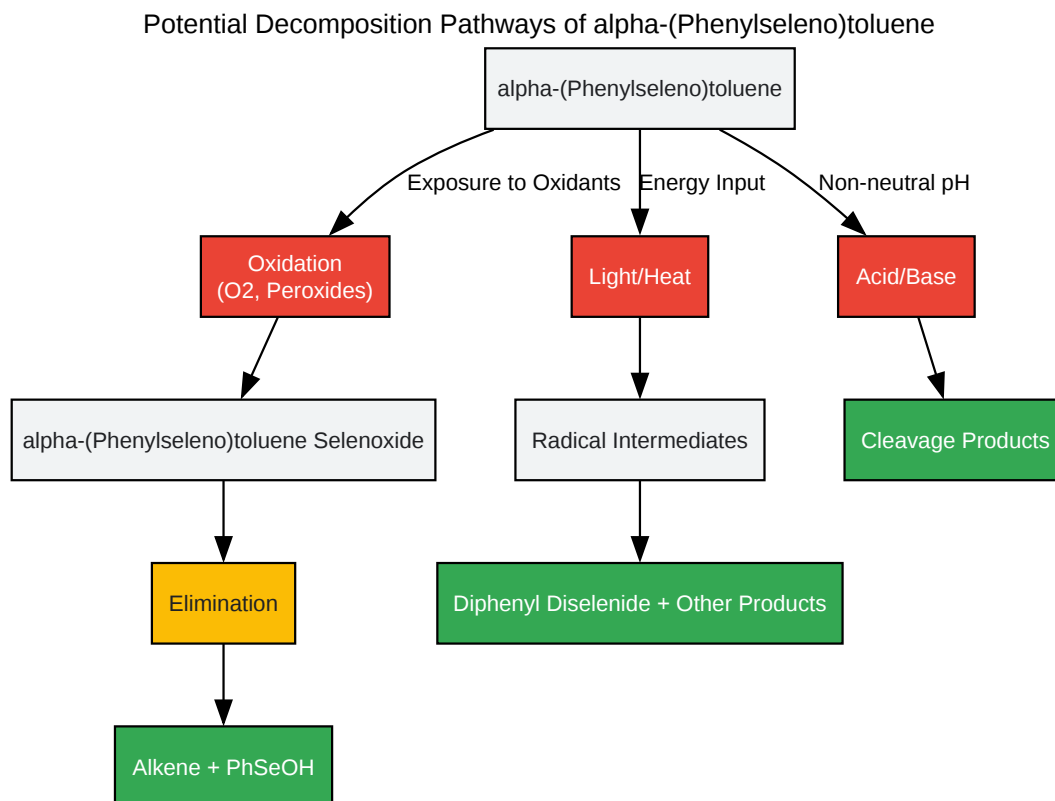 Potential Decomposition Pathways of alpha-(Phenylseleno)toluene
alpha-(Phenylseleno)toluene
Exposure to Oxidants
Energy Input
Non-neutral pH
Oxidation
(O2, Peroxides)
Light/Heat
Acid/Base
alpha-(Phenylseleno)toluene Selenoxide
Radical Intermediates
Cleavage Products
Elimination
Diphenyl Diselenide + Other Products
Alkene + PhSeOH